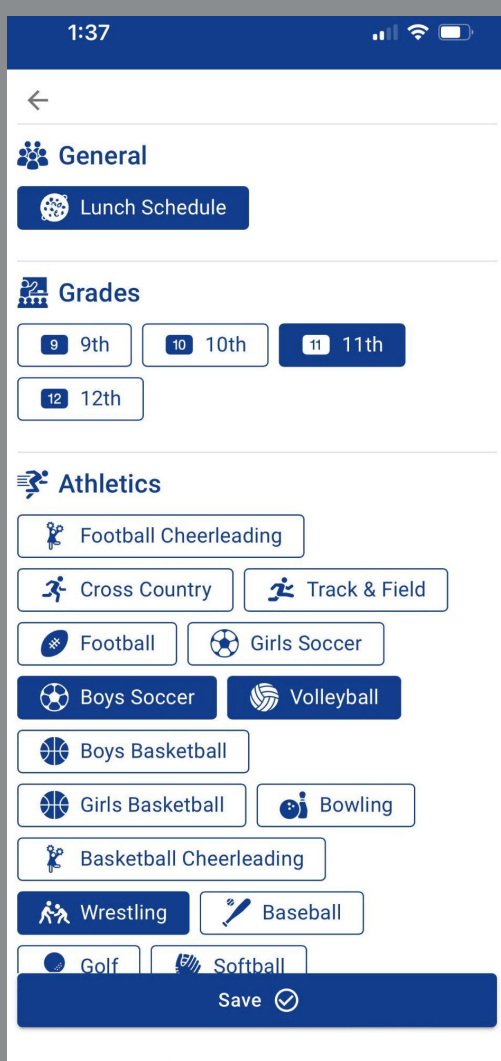 1:37
General
Lunch Schedule
Grades
9 9th 10 10th 11 11th
12 12th
Athletics
Football Cheerleading
Cross Country Track & Field
Football Girls Soccer
Boys Soccer Volleyball
Boys Basketball
Girls Basketball Bowling
Basketball Cheerleading
Wrestling Baseball
Golf Softball
Save